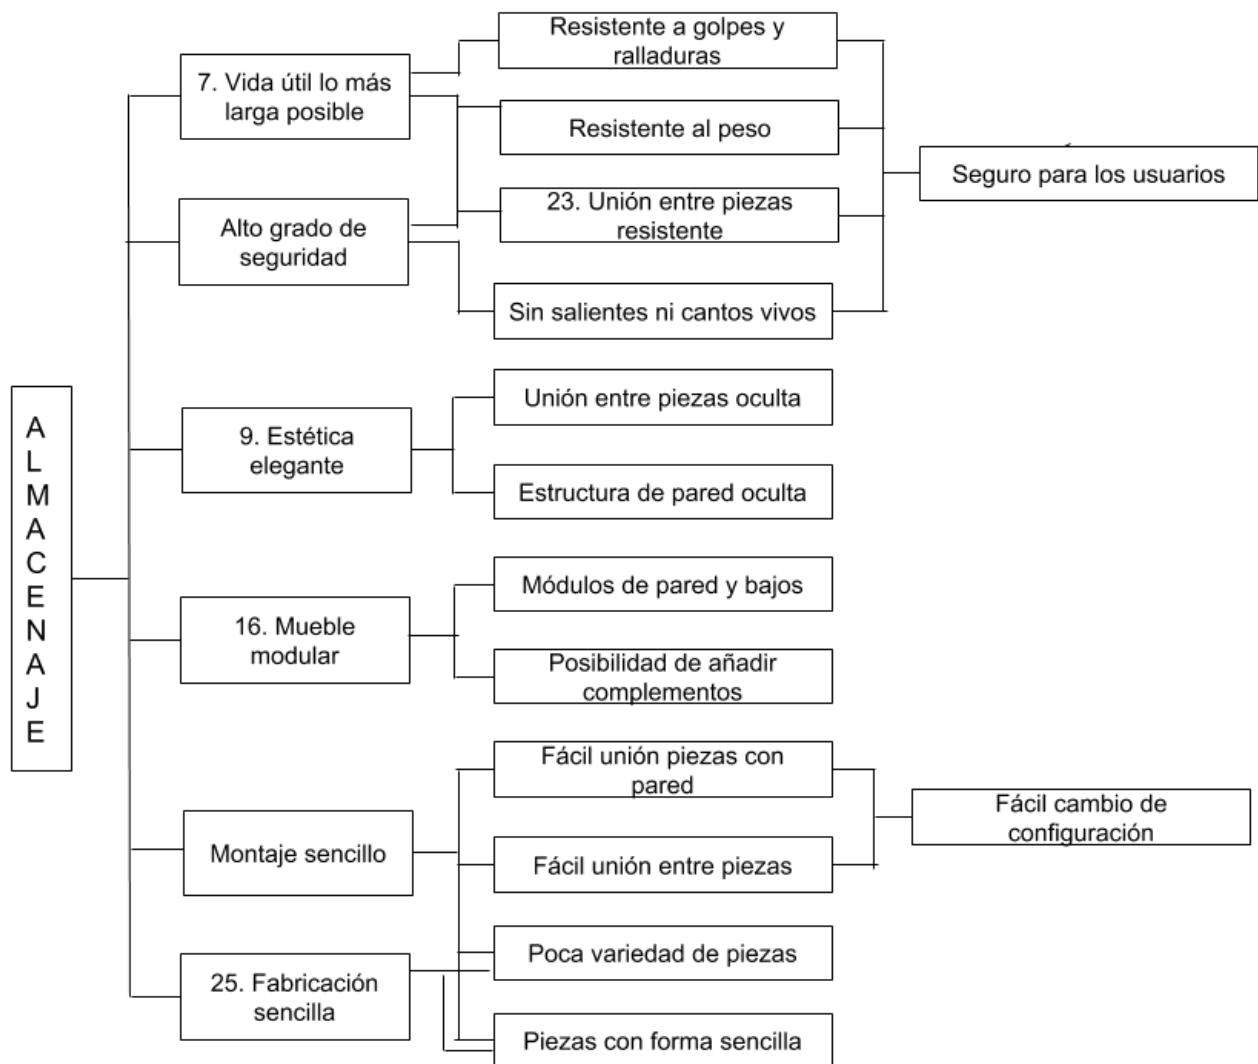 ALMACENAJE
7. Vida útil lo más
larga posible
Alto grado de
seguridad
9. Estética
elegante
16. Mueble
modular
Montaje sencillo
25. Fabricación
sencilla
Resistente a golpes y
ralladuras
Resistente al peso
23. Unión entre piezas
resistente
Sin salientes ni cantos vivos
Unión entre piezas oculta
Estructura de pared oculta
Módulos de pared y bajos
Posibilidad de añadir
complementos
Fácil unión piezas con
pared
Fácil unión entre piezas
Poca variedad de piezas
Piezas con forma sencilla
Seguro para los usuarios
Fácil cambio de
configuración